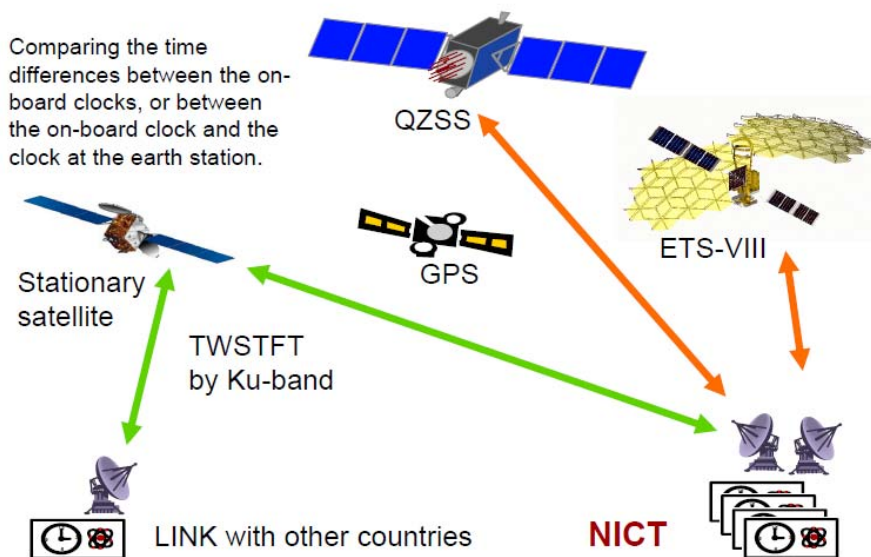 Comparing the time
differences between the on-
board clocks, or between
the on-board clock and the
clock at the earth station.
QZSS
ETS-VIII
GPS
Stationary
satellite
TWSTFT
by Ku-band
LINK with other countries
NICT